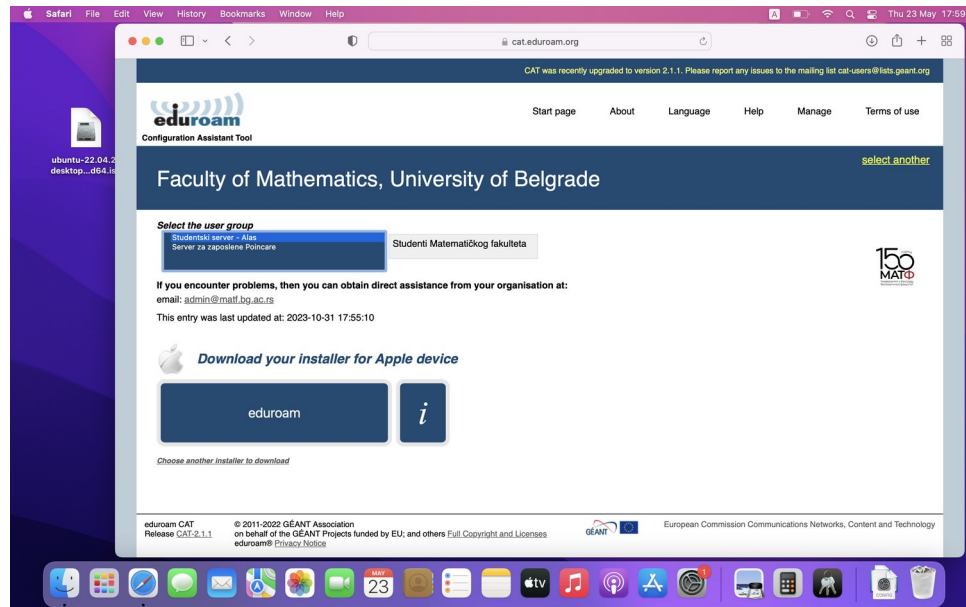 Safari File Edit View History Bookmarks Window Help
A
Thu 23 May 17:59
cat.eduroam.org
CAT was recently upgraded to version 2.1.1. Please report any issues to the mailing list cat-users@lists.geant.org
eduroam
Configuration Assistant Tool
Start page About Language Help Manage Terms of use
ubuntu-22.04.2
desktop...d64.is
select another
Faculty of Mathematics, University of Belgrade
Select the user group
Studentski server - Alas
Server za zaposlene Poincare
Studenti Matematičkog fakulteta
150
МАТФ
If you encounter problems, then you can obtain direct assistance from your organisation at:
email: admin@matf.bg.ac.rs
This entry was last updated at: 2023-10-31 17:55:10
Download your installer for Apple device
eduroam
i
Choose another installer to download
eduroam CAT
Release CAT-2.1.1
© 2011-2022 GÉANT Association
on behalf of the GÉANT Projects funded by EU; and others Full Copyright and Licenses
eduroam® Privacy Notice
GÉANT
European Commission Communications Networks, Content and Technology
MAY
23
tv
1
CONFIG